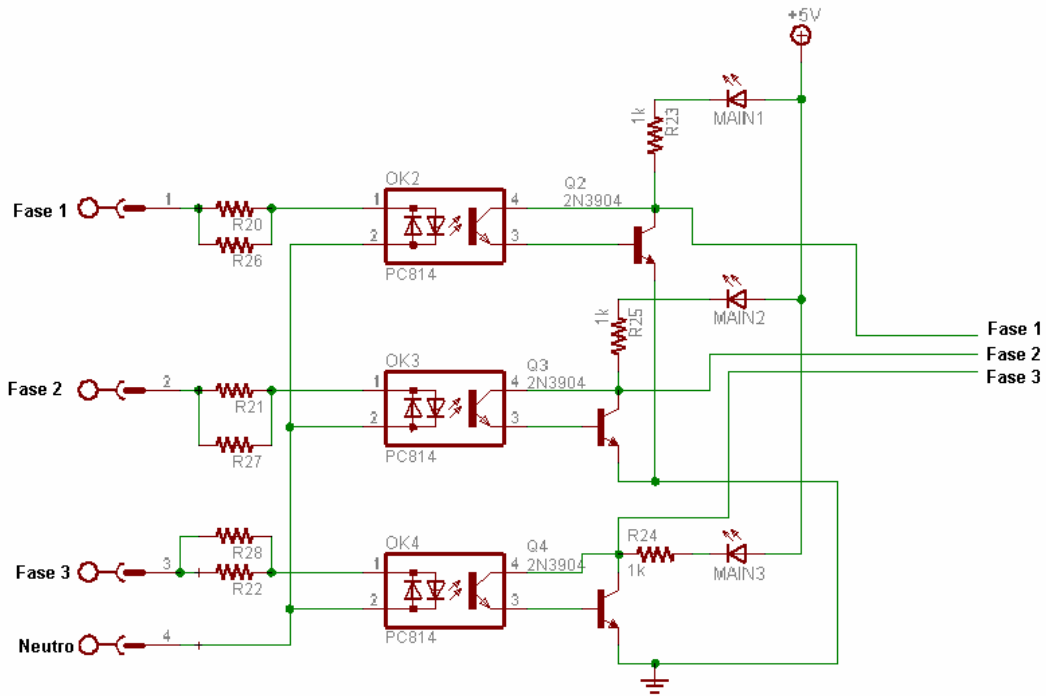 +5V
MAIN1
1k
R23
OK2
Q2
2N3904
Fase 1
1
R20
R26
2
4
3
PC814
MAIN2
1k
R25
Fase 1
Fase 2
Fase 3
OK3
Q3
2N3904
Fase 2
2
R21
R27
1
2
4
3
PC814
OK4
Q4
2N3904
R24
1k
MAIN3
Fase 3
3
R28
R22
1
2
4
3
PC814
Neutro
4
1